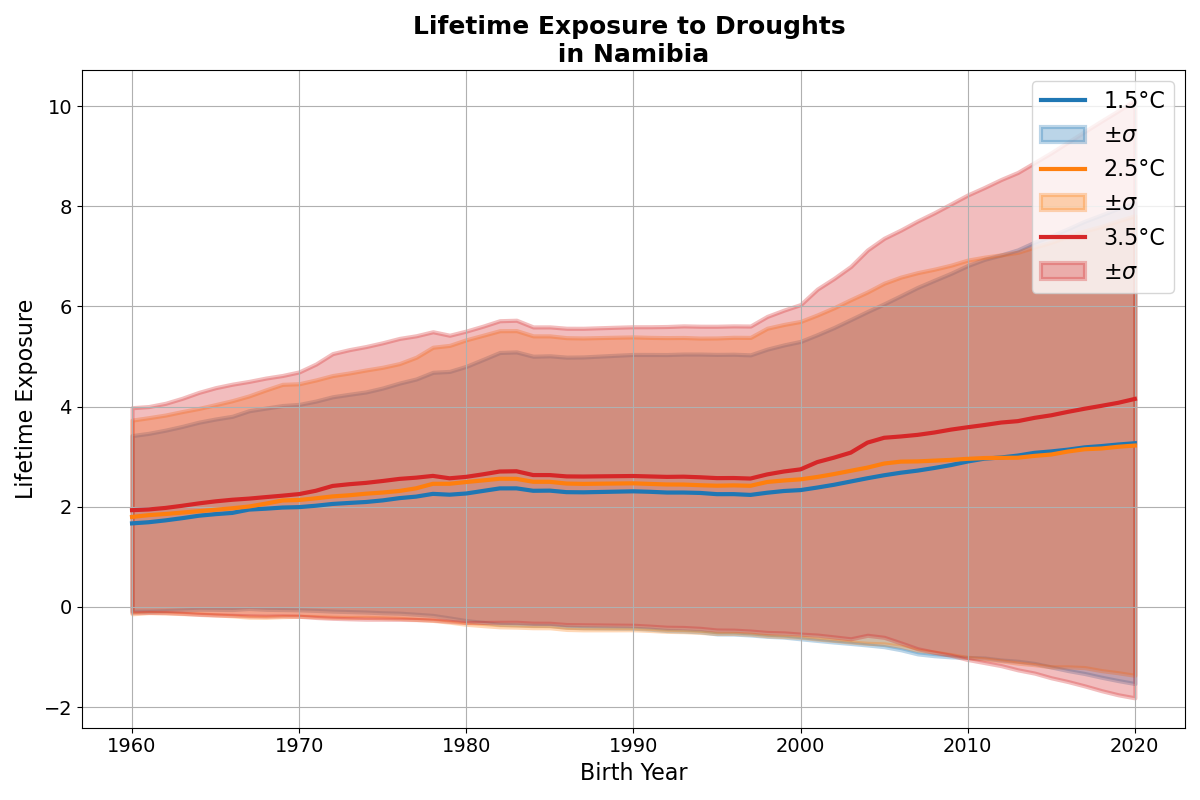 Lifetime Exposure to Droughts
in Namibia
10
8
6
4
2
0
−2
Lifetime Exposure
1960
1970
1980
1990
2000
2010
2020
Birth Year
1.5°C
±σ
2.5°C
±σ
3.5°C
±σ